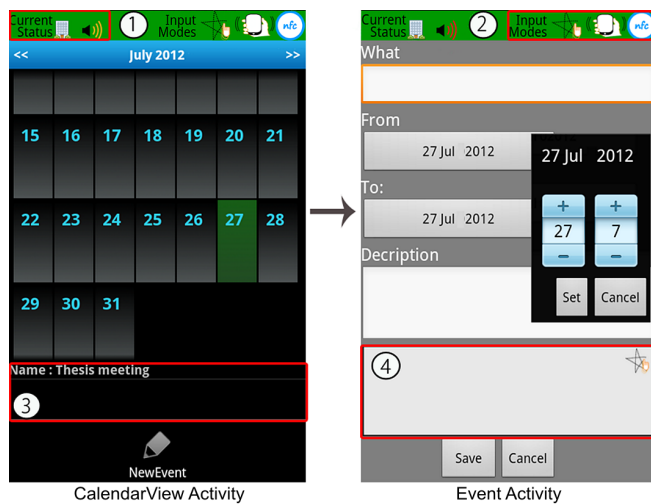 Current
Status
1
Input
Modes
nfc
<< July 2012 >>
15 16 17 18 19 20 21
22 23 24 25 26 27 28
29 30 31
Name : Thesis meeting
3
NewEvent
CalendarView Activity
Current
Status
2
Input
Modes
nfc
What
From
27 Jul 2012
To:
27 Jul 2012
Decription
27 Jul 2012
+ +
27 7
- -
Set Cancel
4
Save Cancel
Event Activity